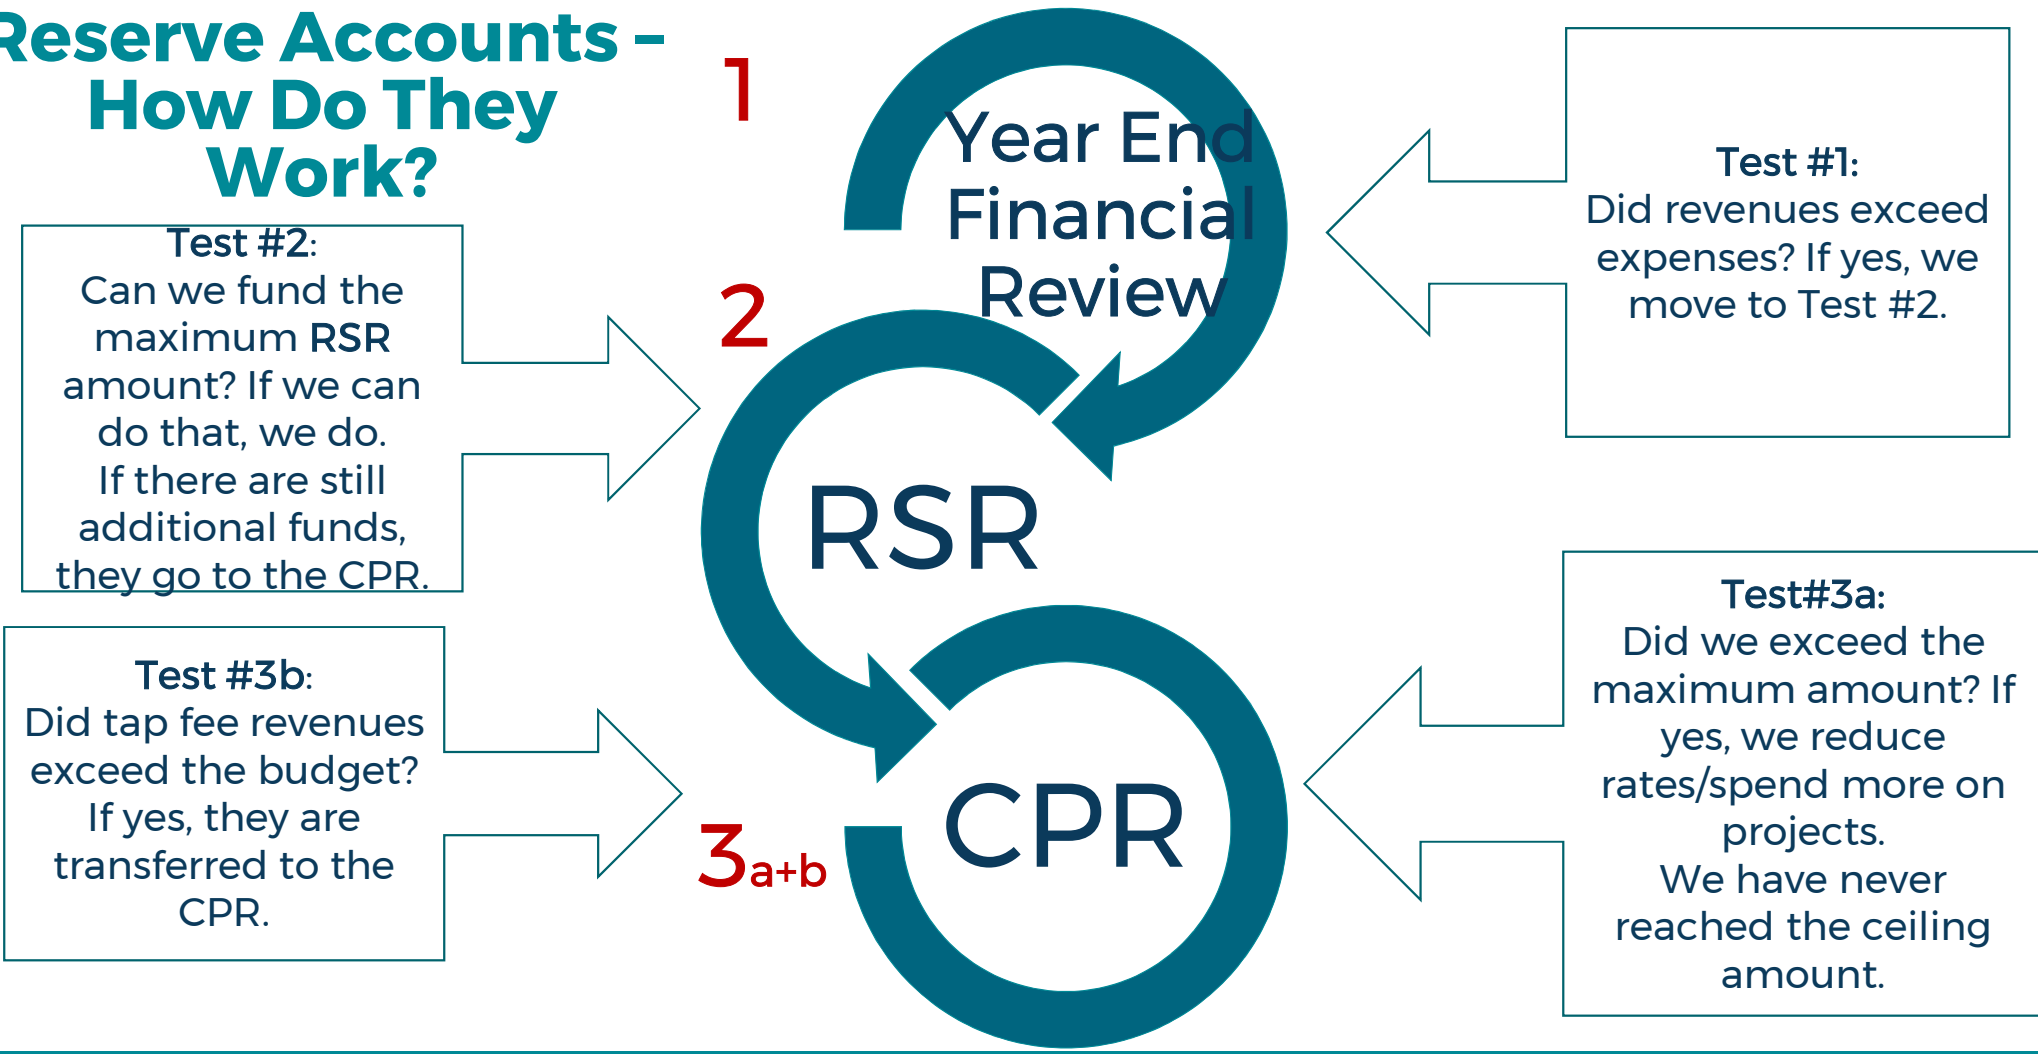 Reserve Accounts –
How Do They
Work?
1
Year End
Financial
Review
Test #1:
Did revenues exceed
expenses? If yes, we
move to Test #2.
2
Test #2:
Can we fund the
maximum RSR
amount? If we can
do that, we do.
If there are still
additional funds,
they go to the CPR.
RSR
Test#3a:
Did we exceed the
maximum amount? If
yes, we reduce
rates/spend more on
projects.
We have never
reached the ceiling
amount.
Test #3b:
Did tap fee revenues
exceed the budget?
If yes, they are
transferred to the
CPR.
3a+b
CPR